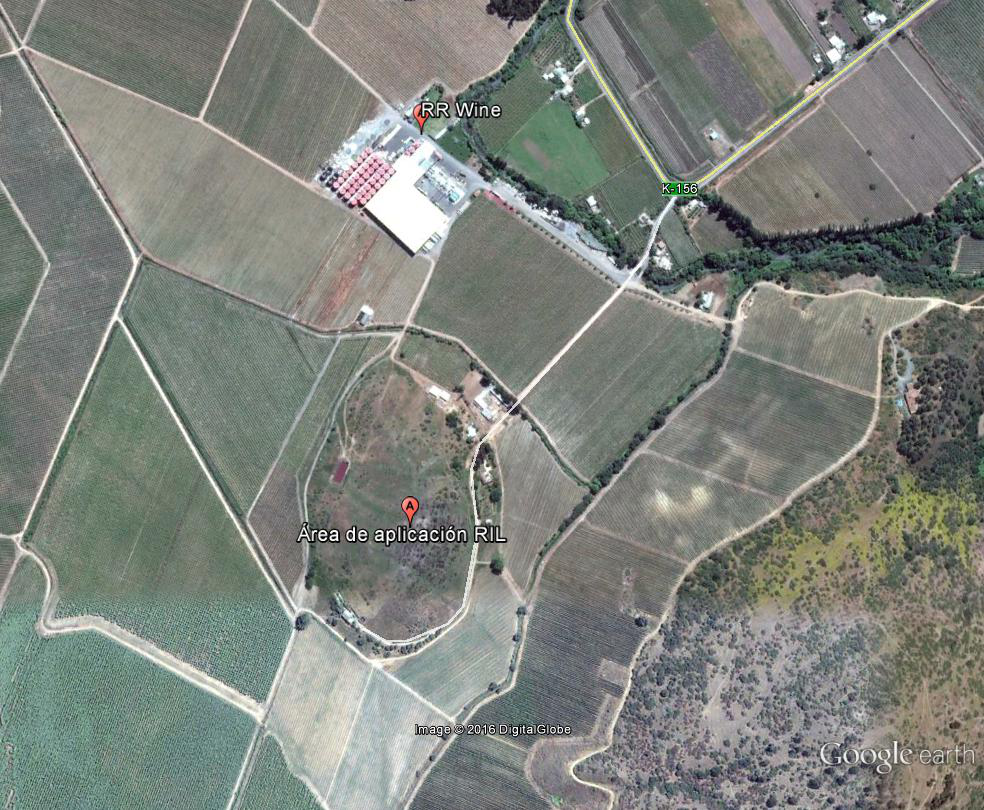 RR Wine
K-156
A
Área de aplicación RIL
Image © 2016 DigitalGlobe
Google earth